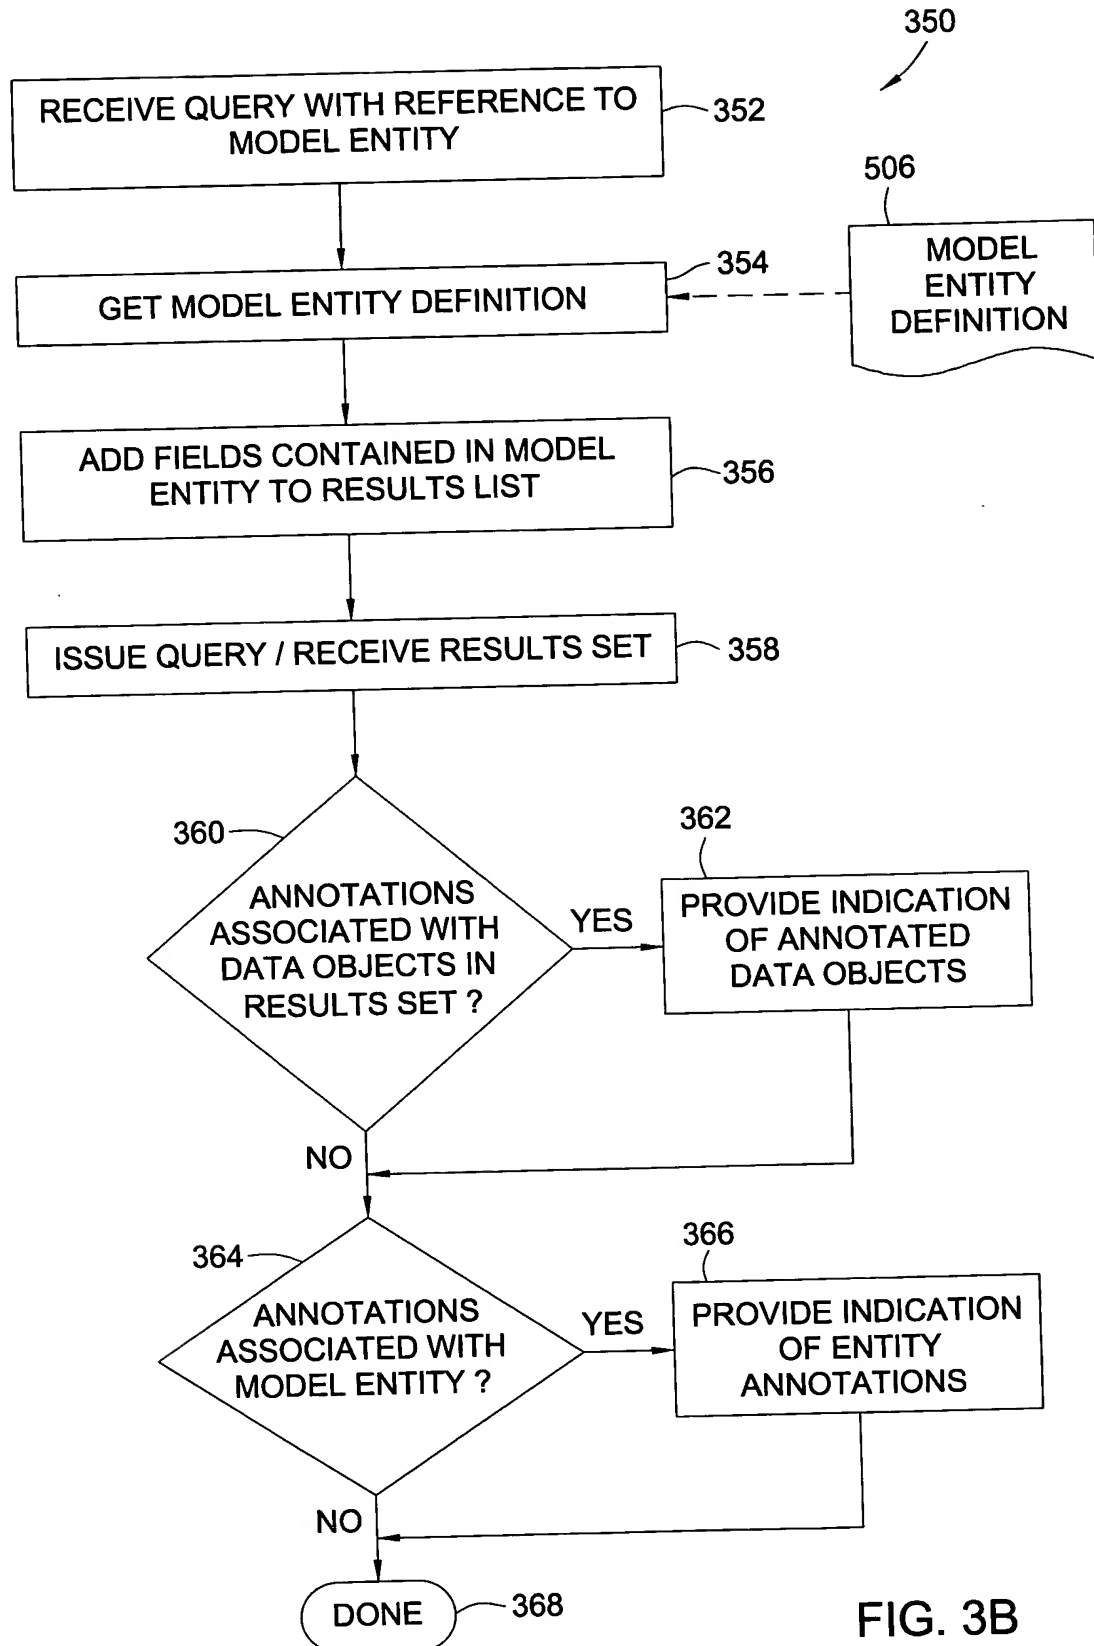 350
RECEIVE QUERY WITH REFERENCE TO
MODEL ENTITY
352
506
MODEL
ENTITY
DEFINITION
GET MODEL ENTITY DEFINITION
354
ADD FIELDS CONTAINED IN MODEL
ENTITY TO RESULTS LIST
356
ISSUE QUERY / RECEIVE RESULTS SET
358
360
ANNOTATIONS
ASSOCIATED WITH
DATA OBJECTS IN
RESULTS SET ?
YES
362
PROVIDE INDICATION
OF ANNOTATED
DATA OBJECTS
NO
364
ANNOTATIONS
ASSOCIATED WITH
MODEL ENTITY ?
YES
366
PROVIDE INDICATION
OF ENTITY
ANNOTATIONS
NO
DONE
368
FIG. 3B